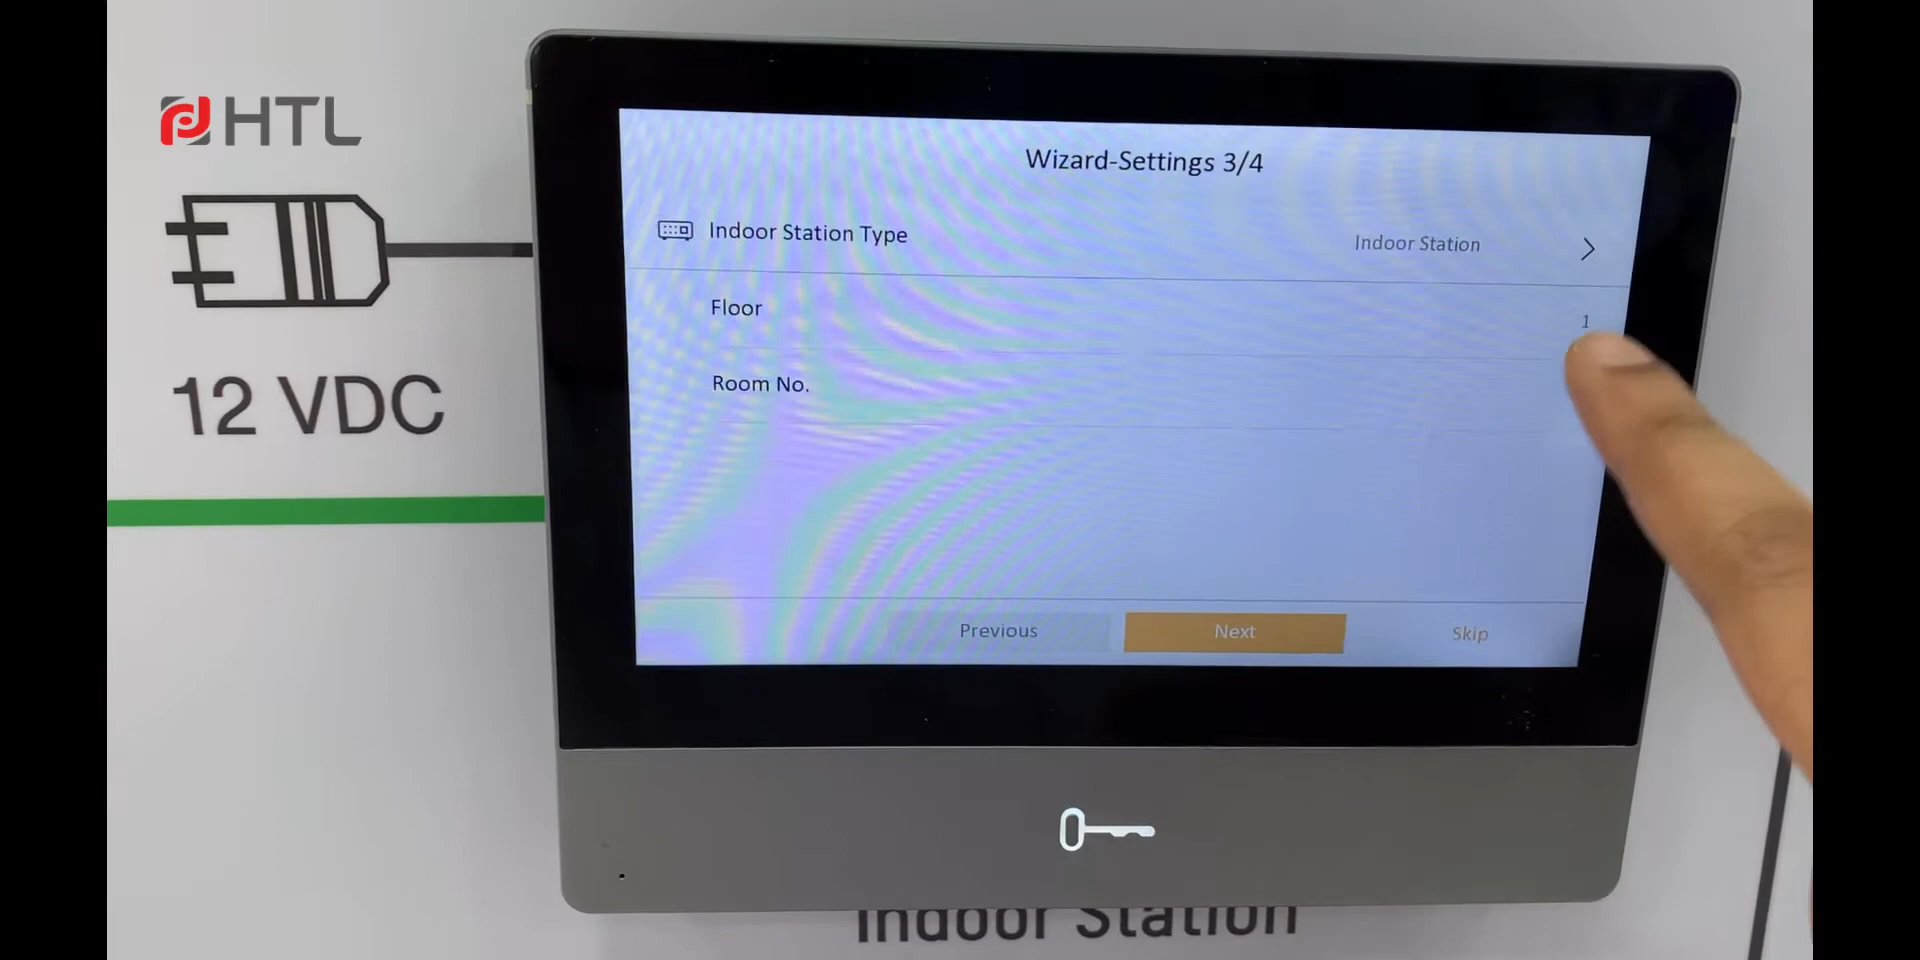 HTL
12 VDC
Wizard-Settings 3/4
Indoor Station Type
Indoor Station
Floor
1
Room No.
Previous
Next
Skip
Indoor Station